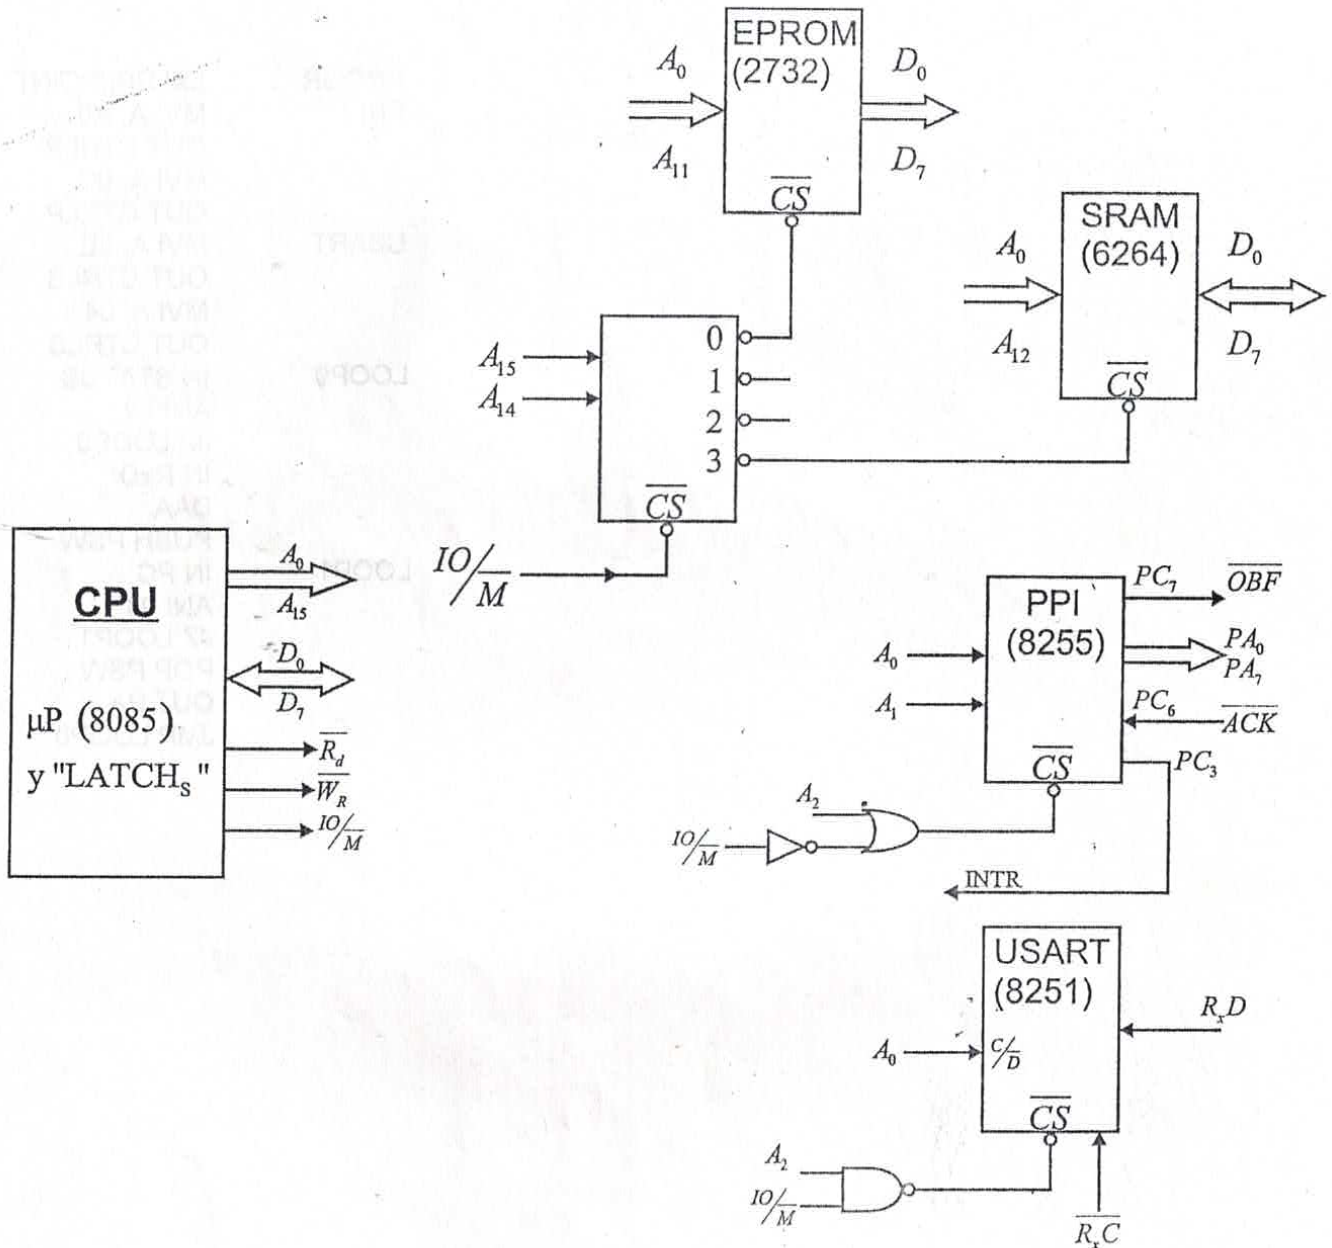 EPROM
(2732)
A0
A11
D0
D7
CS
SRAM
(6264)
A0
A12
D0
D7
CS
A15
A14
0
1
2
3
CS
IO/M
CPU
µP (8085)
y "LATCHS"
A0
A15
D0
D7
Rd
WR
IO/M
PPI
(8255)
A0
A1
CS
PC7
OBF
PA0
PA7
PC6
ACK
PC3
A2
IO/M
INTR
USART
(8251)
A0
C/D
RxD
CS
A2
IO/M
RxC